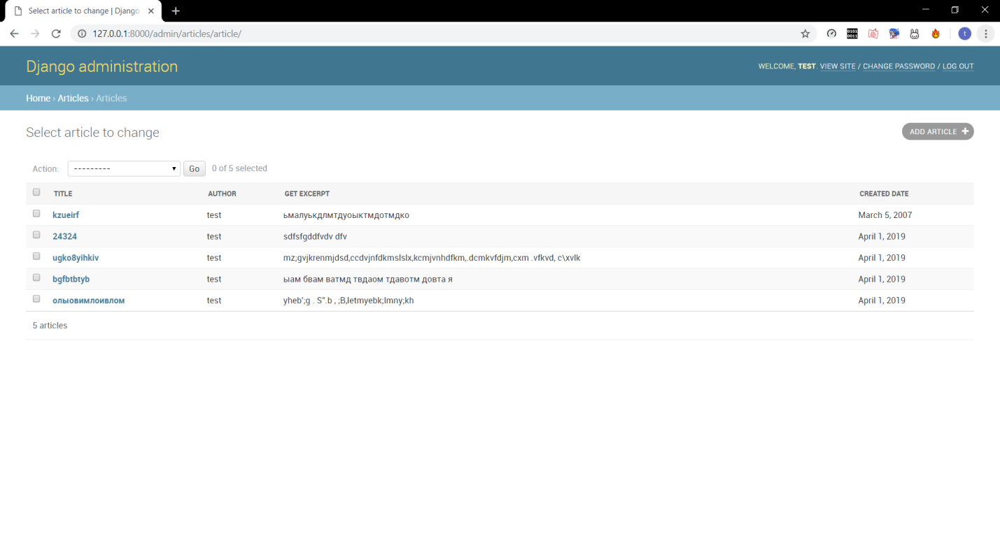 Select article to change | Django
127.0.0.1:8000/admin/articles/article/
0101
0011
t
Django administration
WELCOME, TEST. VIEW SITE / CHANGE PASSWORD / LOG OUT
Home › Articles › Articles
Select article to change
ADD ARTICLE +
Action: --------- Go 0 of 5 selected
TITLE AUTHOR GET EXCERPT CREATED DATE
kzueirf test ьмалуькдлмтдуоыктмдотмдко March 5, 2007
24324 test sdfsfgddfvdv dfv April 1, 2019
ugko8yihkiv test mz;gvjkrenmjdsd,ccdvjnfdkmslslx,kcmjvnhdfkm,.dcmkvfdjm,cxm .vfkvd, c\xvlk April 1, 2019
bgfbtbtyb test ыам бвам ватмд твдаом тдавотм довта я April 1, 2019
олыовимлоивлом test yheb';g . S".b , ;B,letmyebk;lmny;kh April 1, 2019
5 articles